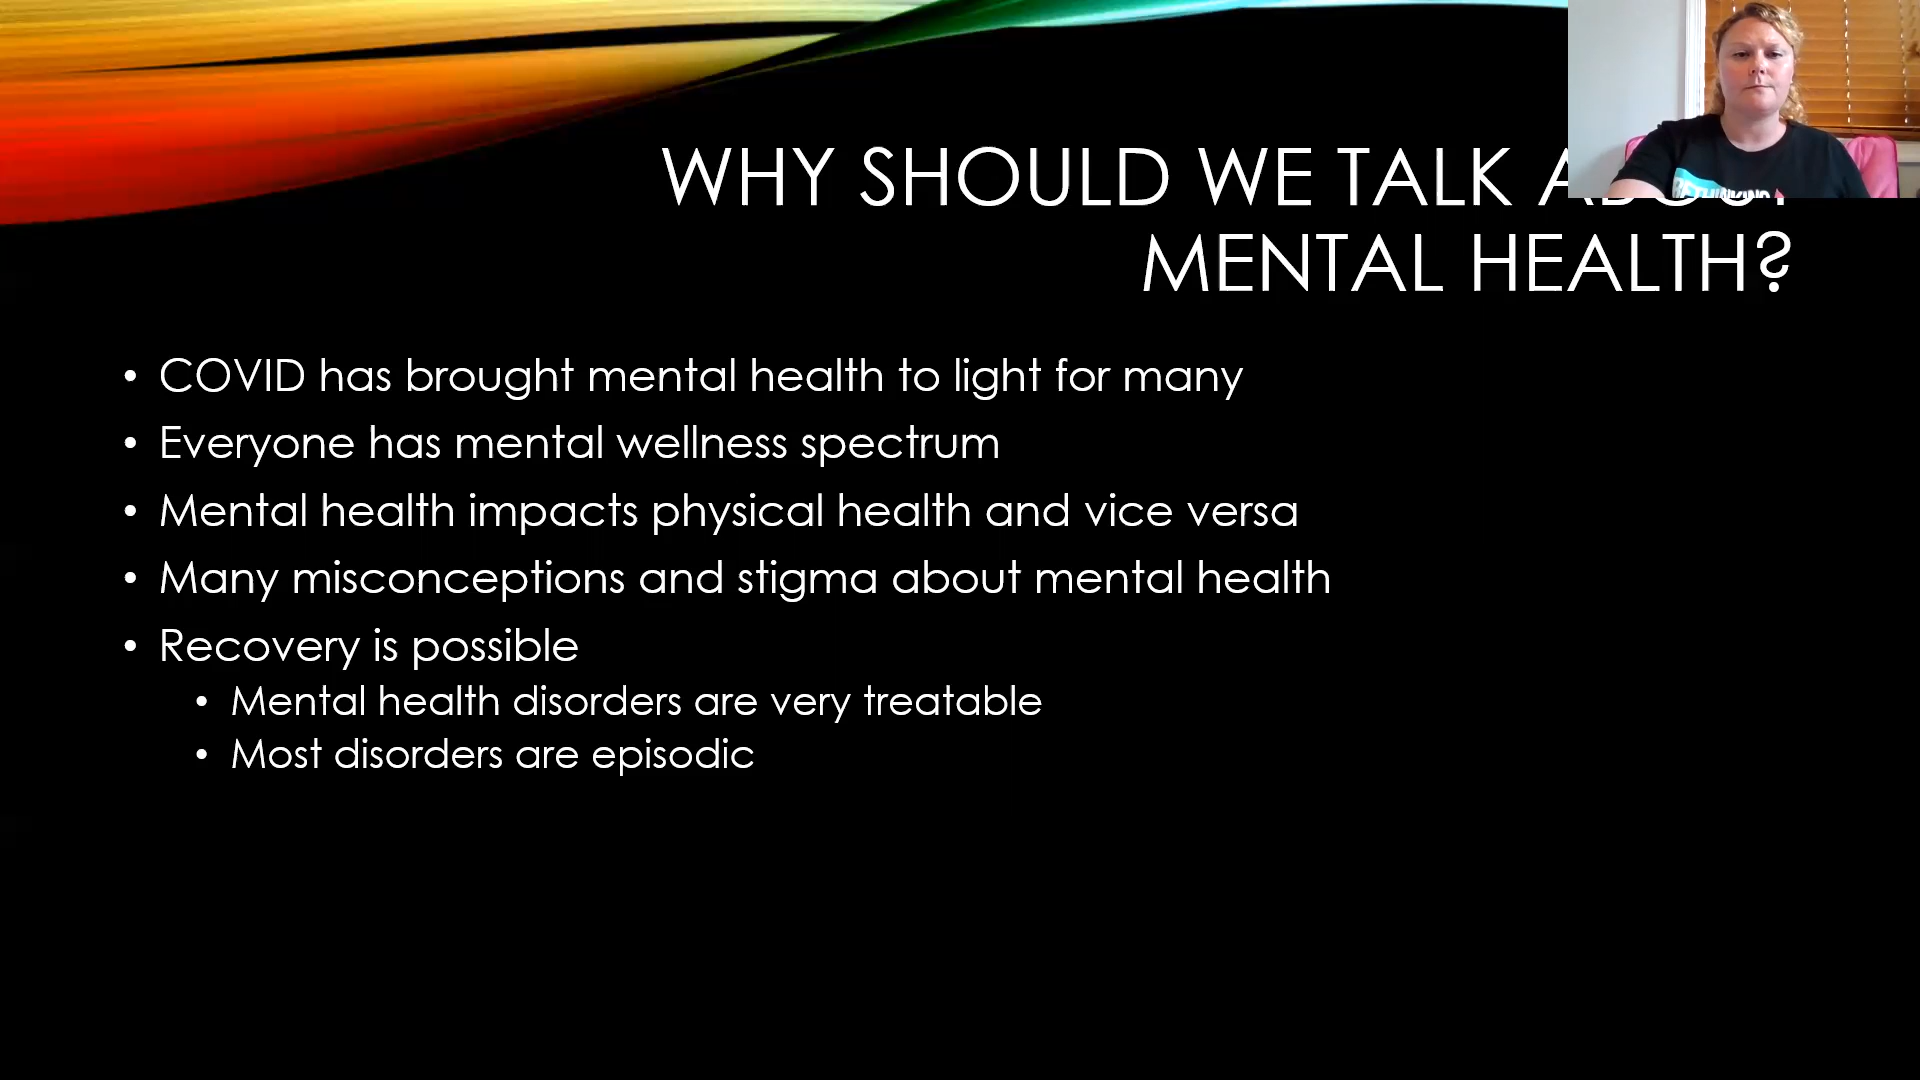 WHY SHOULD WE TALK ABOUT
MENTAL HEALTH?
• COVID has brought mental health to light for many
• Everyone has mental wellness spectrum
• Mental health impacts physical health and vice versa
• Many misconceptions and stigma about mental health
• Recovery is possible
• Mental health disorders are very treatable
• Most disorders are episodic